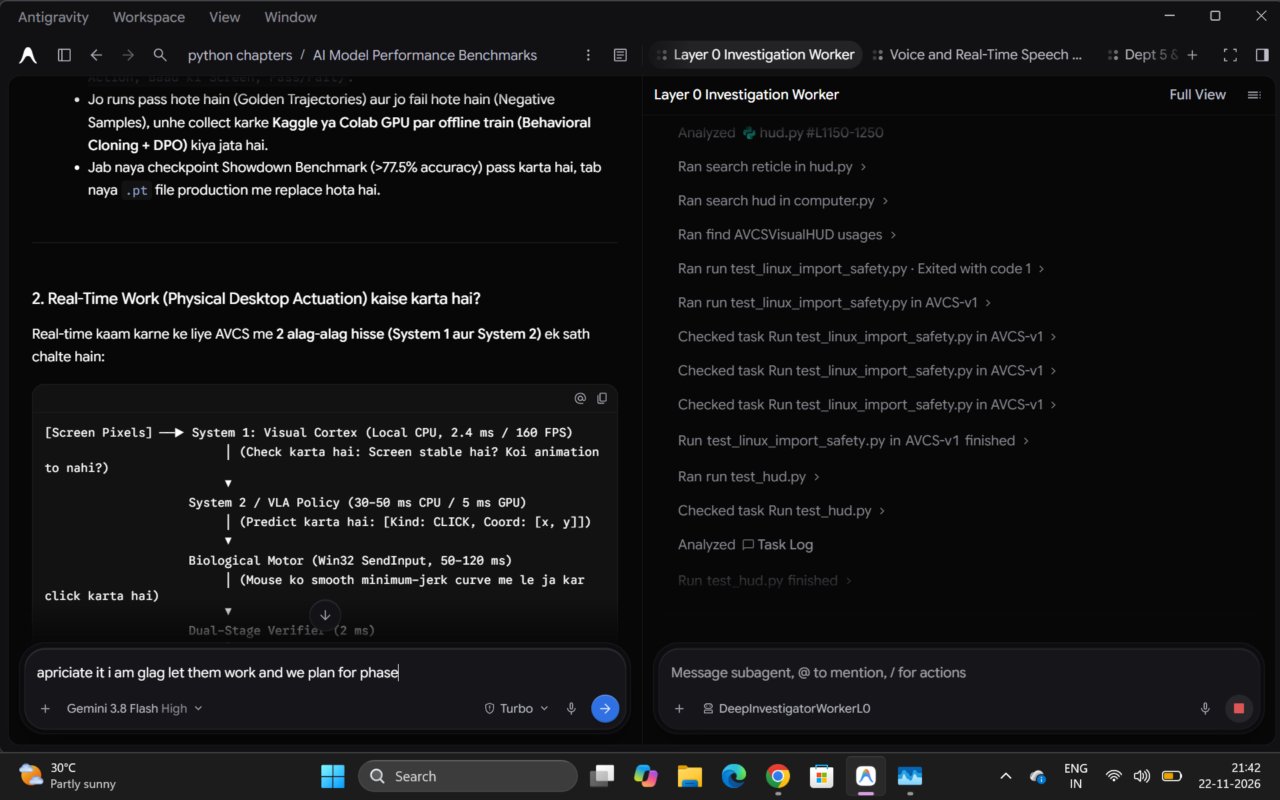 Antigravity Workspace View Window
python chapters / AI Model Performance Benchmarks
Layer 0 Investigation Worker
Voice and Real-Time Speech ...
Dept 5 &
Action, Baad Ki Screen, Pass/Fail).
• Jo runs pass hote hain (Golden Trajectories) aur jo fail hote hain (Negative
Samples), unhe collect karke Kaggle ya Colab GPU par offline train (Behavioral
Cloning + DPO) kiya jata hai.
• Jab naya checkpoint Showdown Benchmark (>77.5% accuracy) pass karta hai, tab
naya .pt file production me replace hota hai.
2. Real-Time Work (Physical Desktop Actuation) kaise karta hai?
Real-time kaam karne ke liye AVCS me 2 alag-alag hisse (System 1 aur System 2) ek sath
chalte hain:
[Screen Pixels] ──► System 1: Visual Cortex (Local CPU, 2.4 ms / 160 FPS)
│ (Check karta hai: Screen stable hai? Koi animation
to nahi?)
▼
System 2 / VLA Policy (30–50 ms CPU / 5 ms GPU)
│ (Predict karta hai: [Kind: CLICK, Coord: [x, y]])
▼
Biological Motor (Win32 SendInput, 50–120 ms)
│ (Mouse ko smooth minimum-jerk curve me le ja kar
click karta hai)
▼
Dual-Stage Verifier (2 ms)
apriciate it i am glag let them work and we plan for phase
Gemini 3.8 Flash High
Turbo
Layer 0 Investigation Worker
Full View
Analyzed hud.py #L1150-1250
Ran search reticle in hud.py >
Ran search hud in computer.py >
Ran find AVCSVisualHUD usages >
Ran run test_linux_import_safety.py · Exited with code 1 >
Ran run test_linux_import_safety.py in AVCS-v1 >
Checked task Run test_linux_import_safety.py in AVCS-v1 >
Checked task Run test_linux_import_safety.py in AVCS-v1 >
Checked task Run test_linux_import_safety.py in AVCS-v1 >
Run test_linux_import_safety.py in AVCS-v1 finished >
Ran run test_hud.py >
Checked task Run test_hud.py >
Analyzed Task Log
Run test_hud.py finished >
Message subagent, @ to mention, / for actions
DeepInvestigatorWorkerL0
30°C
Partly sunny
Search
ENG
IN
21:42
22-11-2026